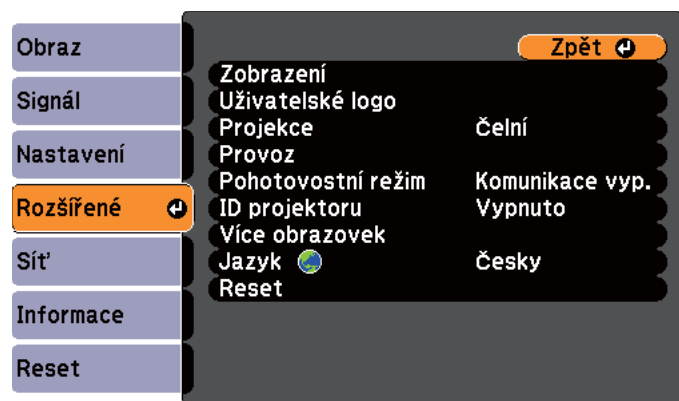 Obraz
Signál
Nastavení
Rozšířené
Síť
Informace
Reset
Zpět
Zobrazení
Uživatelské logo
Projekce Čelní
Provoz
Pohotovostní režim Komunikace vyp.
ID projektoru Vypnuto
Více obrazovek
Jazyk Česky
Reset